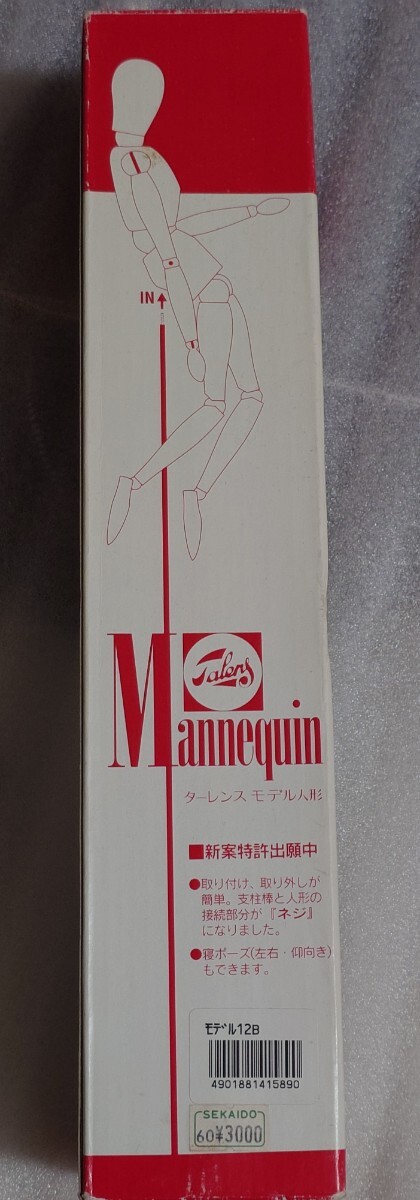 IN
Talens
Mannequin
ターレンス モデル人形
■新案特許出願中
●取り付け、取り外しが
簡単。支柱棒と人形の
接続部分が『ネジ』
になりました。
●寝ポーズ(左右・仰向き)
もできます。
モデル12B
4901881415890
SEKAIDO
60¥3000